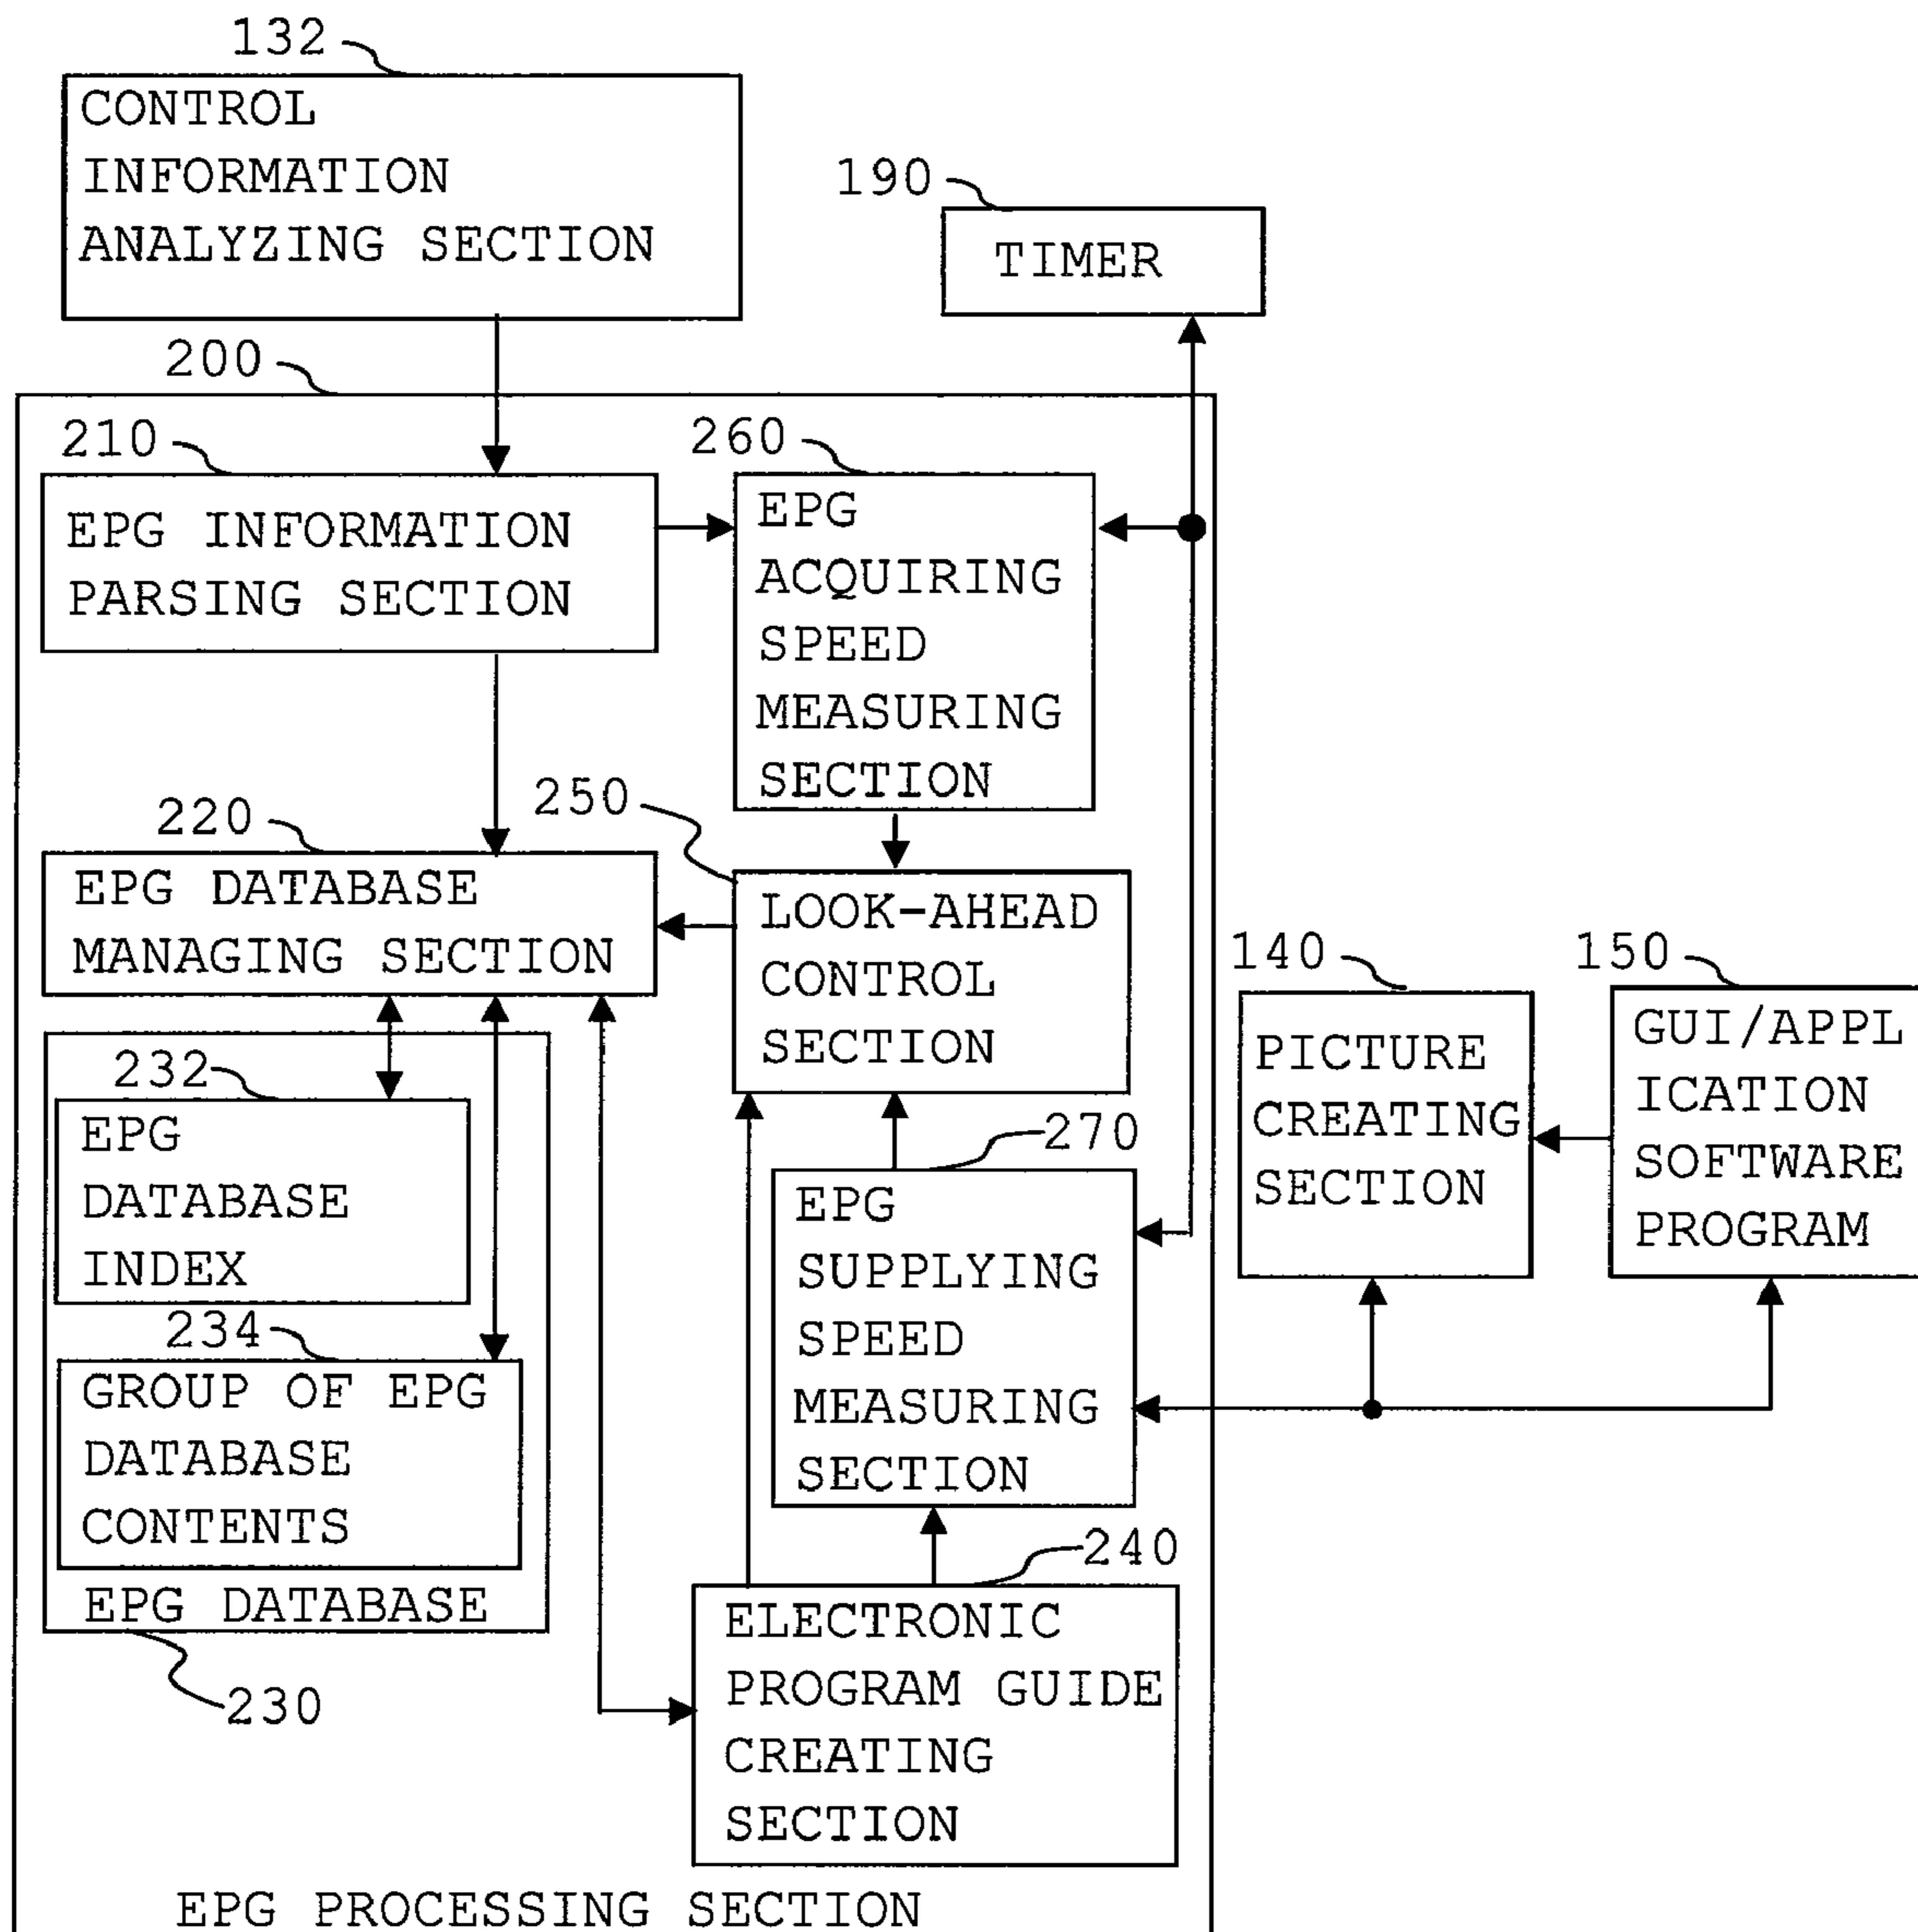 132
CONTROL
INFORMATION
ANALYZING SECTION
190
TIMER
200
210
EPG INFORMATION
PARSING SECTION
260
EPG
ACQUIRING
SPEED
MEASURING
SECTION
220
EPG DATABASE
MANAGING SECTION
250
LOOK-AHEAD
CONTROL
SECTION
140
PICTURE
CREATING
SECTION
150
GUI/APPL
ICATION
SOFTWARE
PROGRAM
232
EPG
DATABASE
INDEX
234
GROUP OF EPG
DATABASE
CONTENTS
EPG DATABASE
230
270
EPG
SUPPLYING
SPEED
MEASURING
SECTION
240
ELECTRONIC
PROGRAM GUIDE
CREATING
SECTION
EPG PROCESSING SECTION